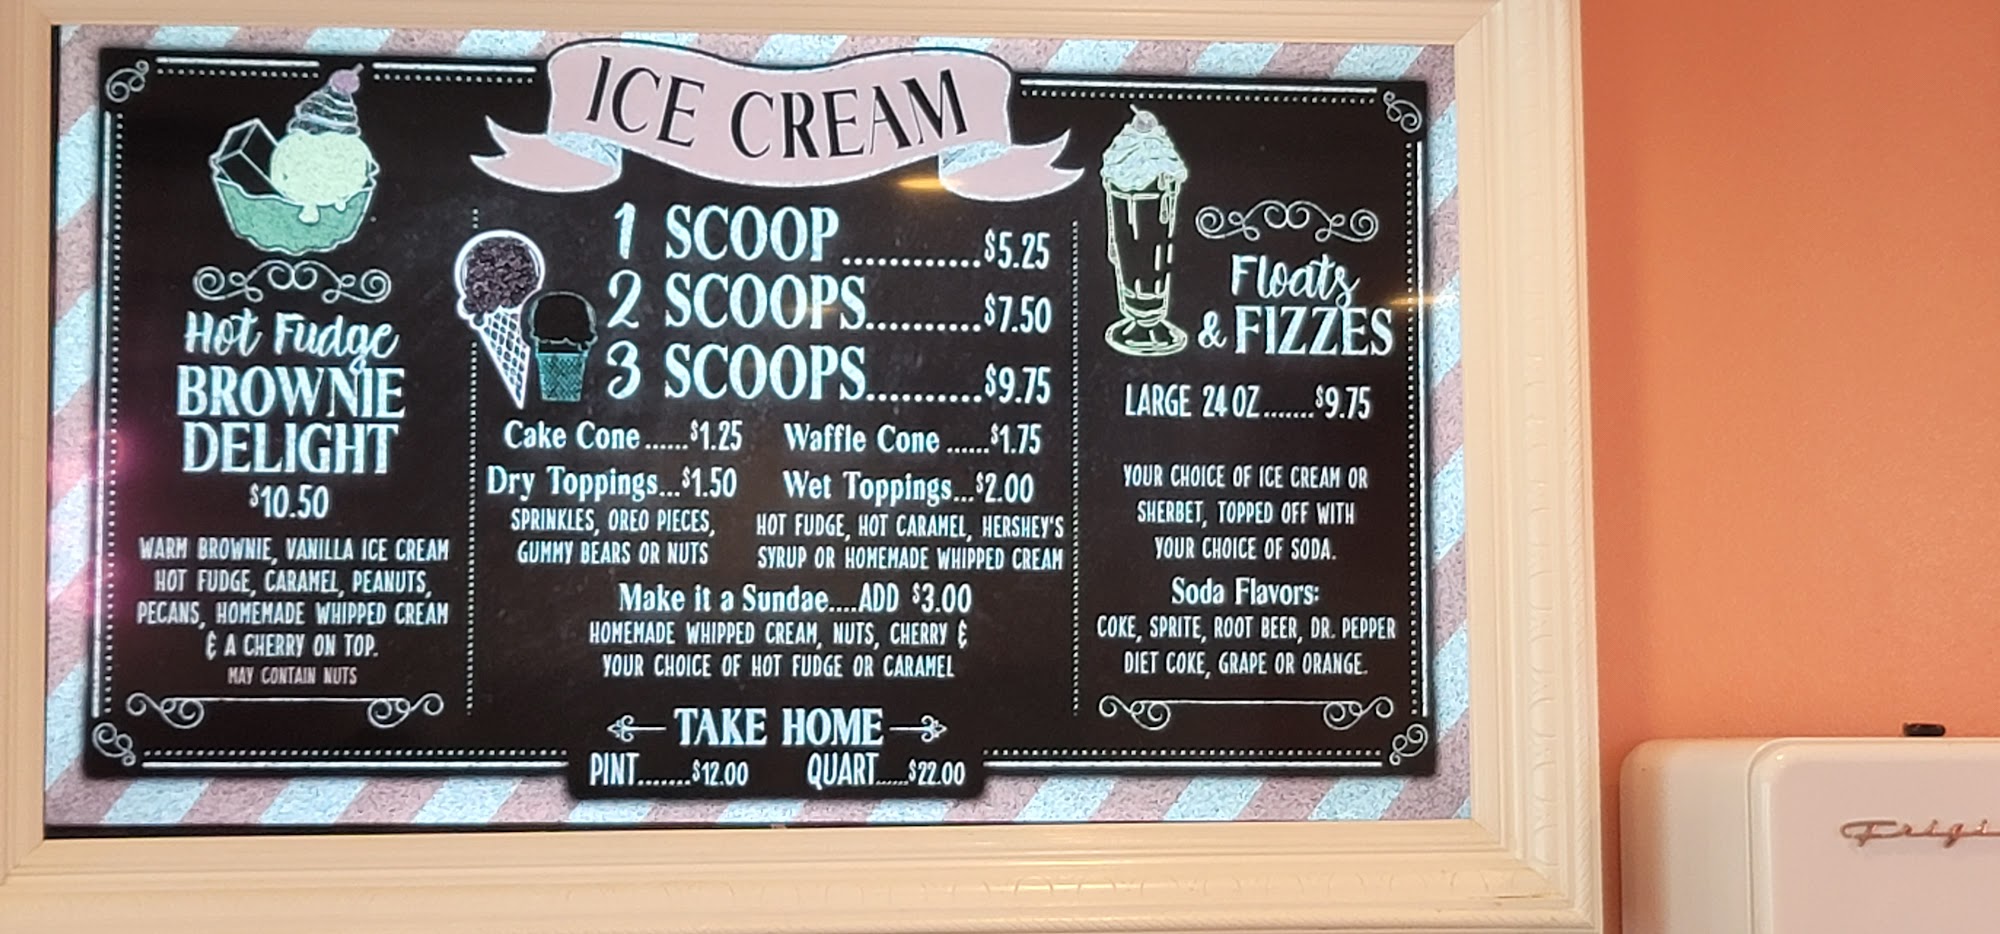 ICE CREAM
Hot Fudge
BROWNIE
DELIGHT
$10.50
WARM BROWNIE, VANILLA ICE CREAM
HOT FUDGE, CARAMEL, PEANUTS,
PECANS, HOMEMADE WHIPPED CREAM
& A CHERRY ON TOP.
MAY CONTAIN NUTS
1 SCOOP.............$5.25
2 SCOOPS...........$7.50
3 SCOOPS...........$9.75
Cake Cone......$1.25
Waffle Cone......$1.75
Dry Toppings...$1.50
SPRINKLES, OREO PIECES,
GUMMY BEARS OR NUTS
Wet Toppings...$2.00
HOT FUDGE, HOT CARAMEL, HERSHEY'S
SYRUP OR HOMEMADE WHIPPED CREAM
Make it a Sundae....ADD $3.00
HOMEMADE WHIPPED CREAM, NUTS, CHERRY &
YOUR CHOICE OF HOT FUDGE OR CARAMEL
TAKE HOME
PINT.......$12.00
QUART......$22.00
Floats
& FIZZES
LARGE 24 OZ.......$9.75
YOUR CHOICE OF ICE CREAM OR
SHERBET, TOPPED OFF WITH
YOUR CHOICE OF SODA.
Soda Flavors:
COKE, SPRITE, ROOT BEER, DR. PEPPER
DIET COKE, GRAPE OR ORANGE.
Frigi